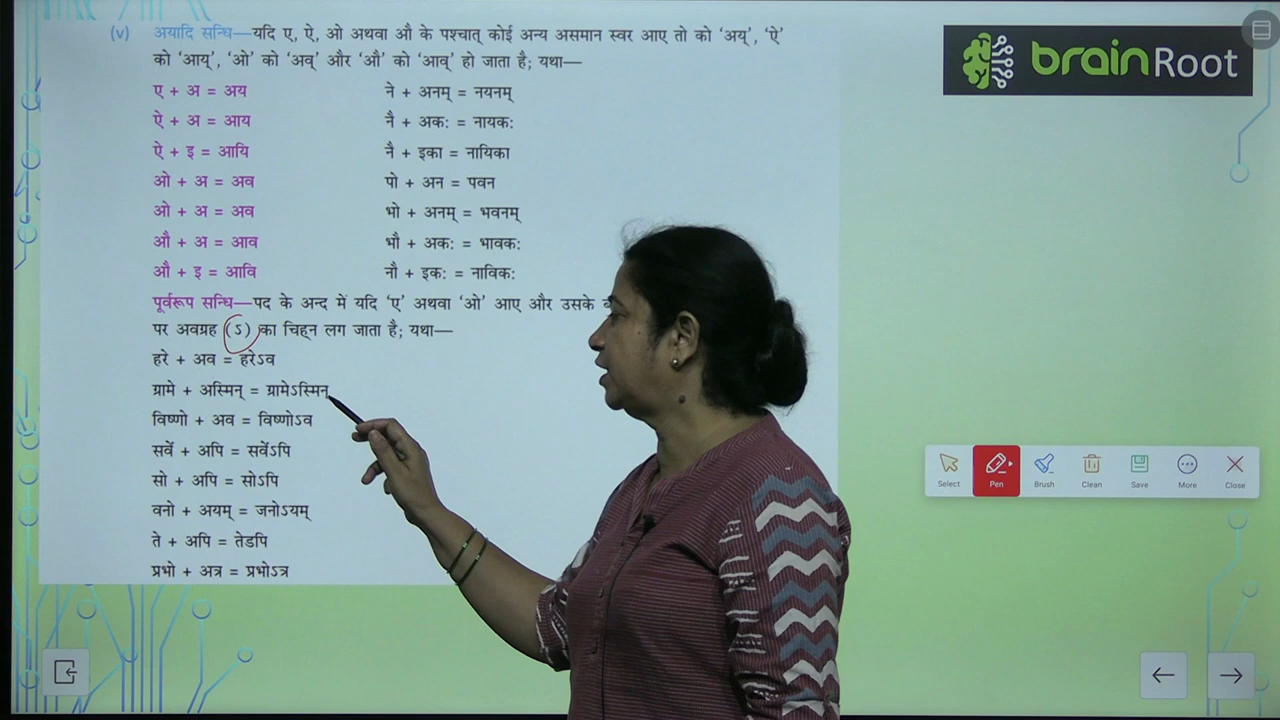 brainRoot
(v) अयादि सन्धि—यदि ए, ऐ, ओ अथवा औ के पश्चात् कोई अन्य असमान स्वर आए तो को ‘अय्’, ‘ऐ’
को ‘आय्’, ‘ओ’ को ‘अव्’ और ‘औ’ को ‘आव्’ हो जाता है; यथा—
ए + अ = अय ने + अनम् = नयनम्
ऐ + अ = आय नै + अक: = नायक:
ऐ + इ = आयि नै + इका = नायिका
ओ + अ = अव पो + अन = पवन
ओ + अ = अव भो + अनम् = भवनम्
औ + अ = आव भौ + अक: = भावक:
औ + इ = आवि नौ + इक: = नाविक:
पूर्वरूप सन्धि—पद के अन्द में यदि ‘ए’ अथवा ‘ओ’ आए और उसके
पर अवग्रह (ऽ) का चिह्न लग जाता है; यथा—
हरे + अव = हरेऽव
ग्रामे + अस्मिन् = ग्रामेऽस्मिन्
विष्णो + अव = विष्णोऽव
सर्वे + अपि = सर्वेऽपि
सो + अपि = सोऽपि
वनो + अयम् = जनोऽयम्
ते + अपि = तेडपि
प्रभो + अत्र = प्रभोऽत्र
Select Pen Brush Clean Save More Close